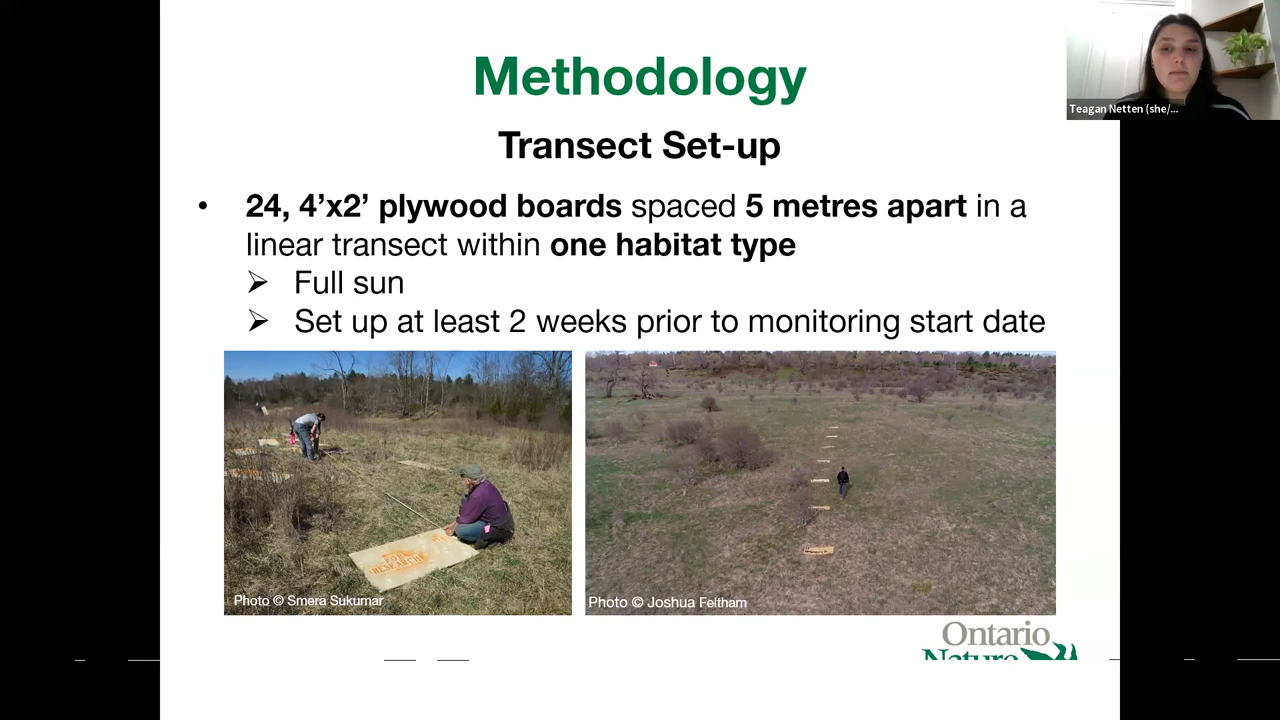 Methodology
Teagan Netten (she/...
Transect Set-up
• 24, 4’x2’ plywood boards spaced 5 metres apart in a
linear transect within one habitat type
➢ Full sun
➢ Set up at least 2 weeks prior to monitoring start date
Photo © Smera Sukumar
Photo © Joshua Feltham
Ontario
Nature